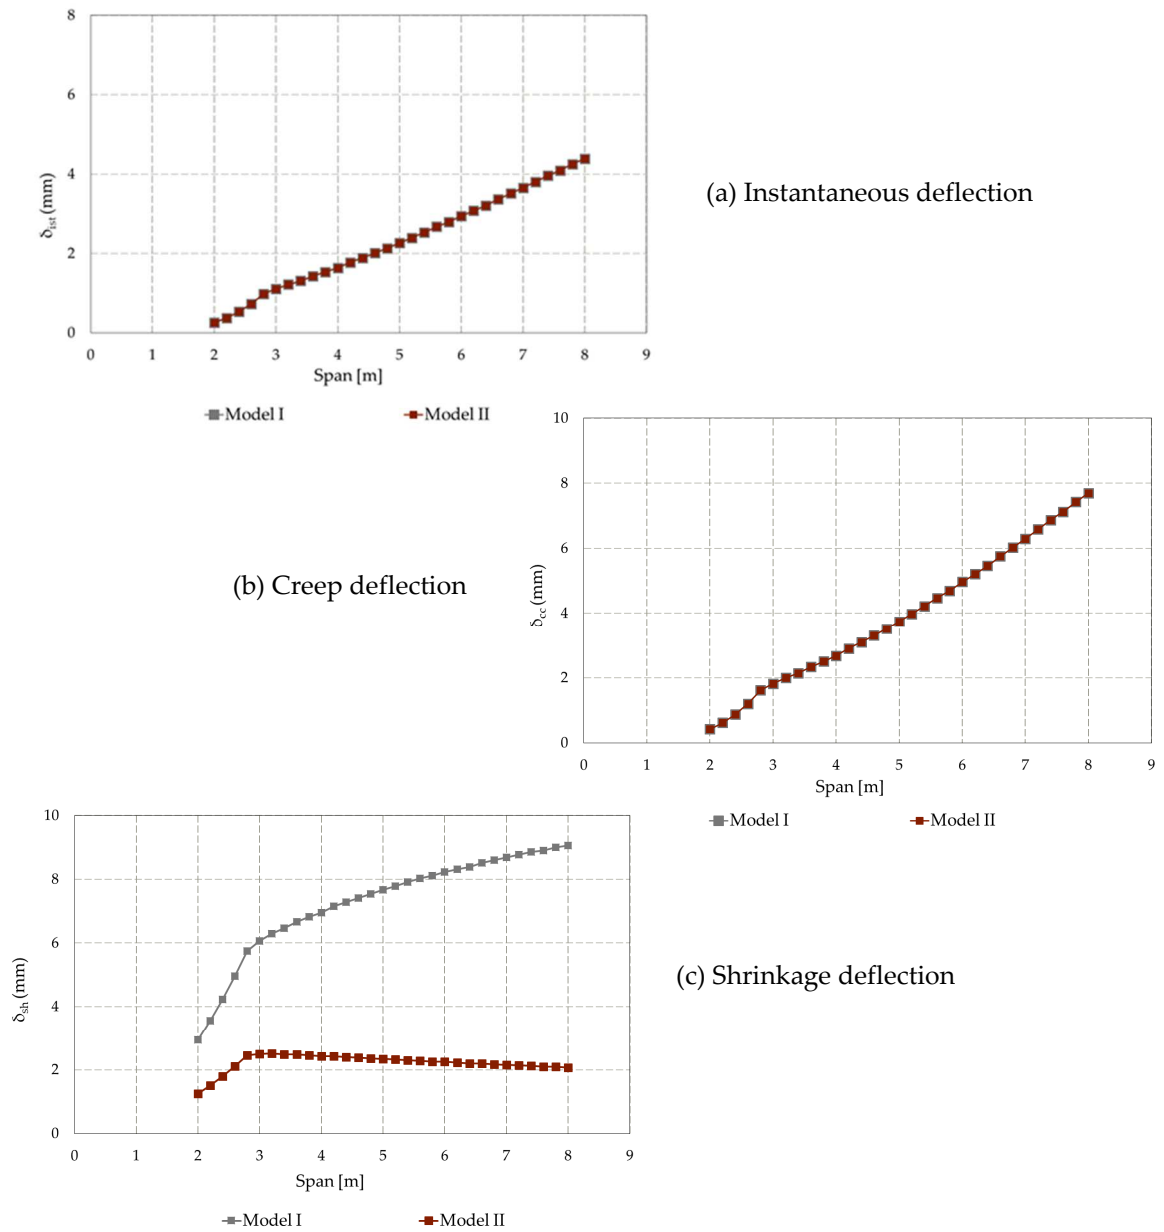 8
6
4
2
0
δist (mm)
0 1 2 3 4 5 6 7 8 9
Span [m]
Model I Model II
(a) Instantaneous deflection
10
8
6
4
2
0
δcc (mm)
0 1 2 3 4 5 6 7 8 9
Span [m]
Model I Model II
(b) Creep deflection
10
8
6
4
2
0
δsh (mm)
0 1 2 3 4 5 6 7 8 9
Span [m]
Model I Model II
(c) Shrinkage deflection